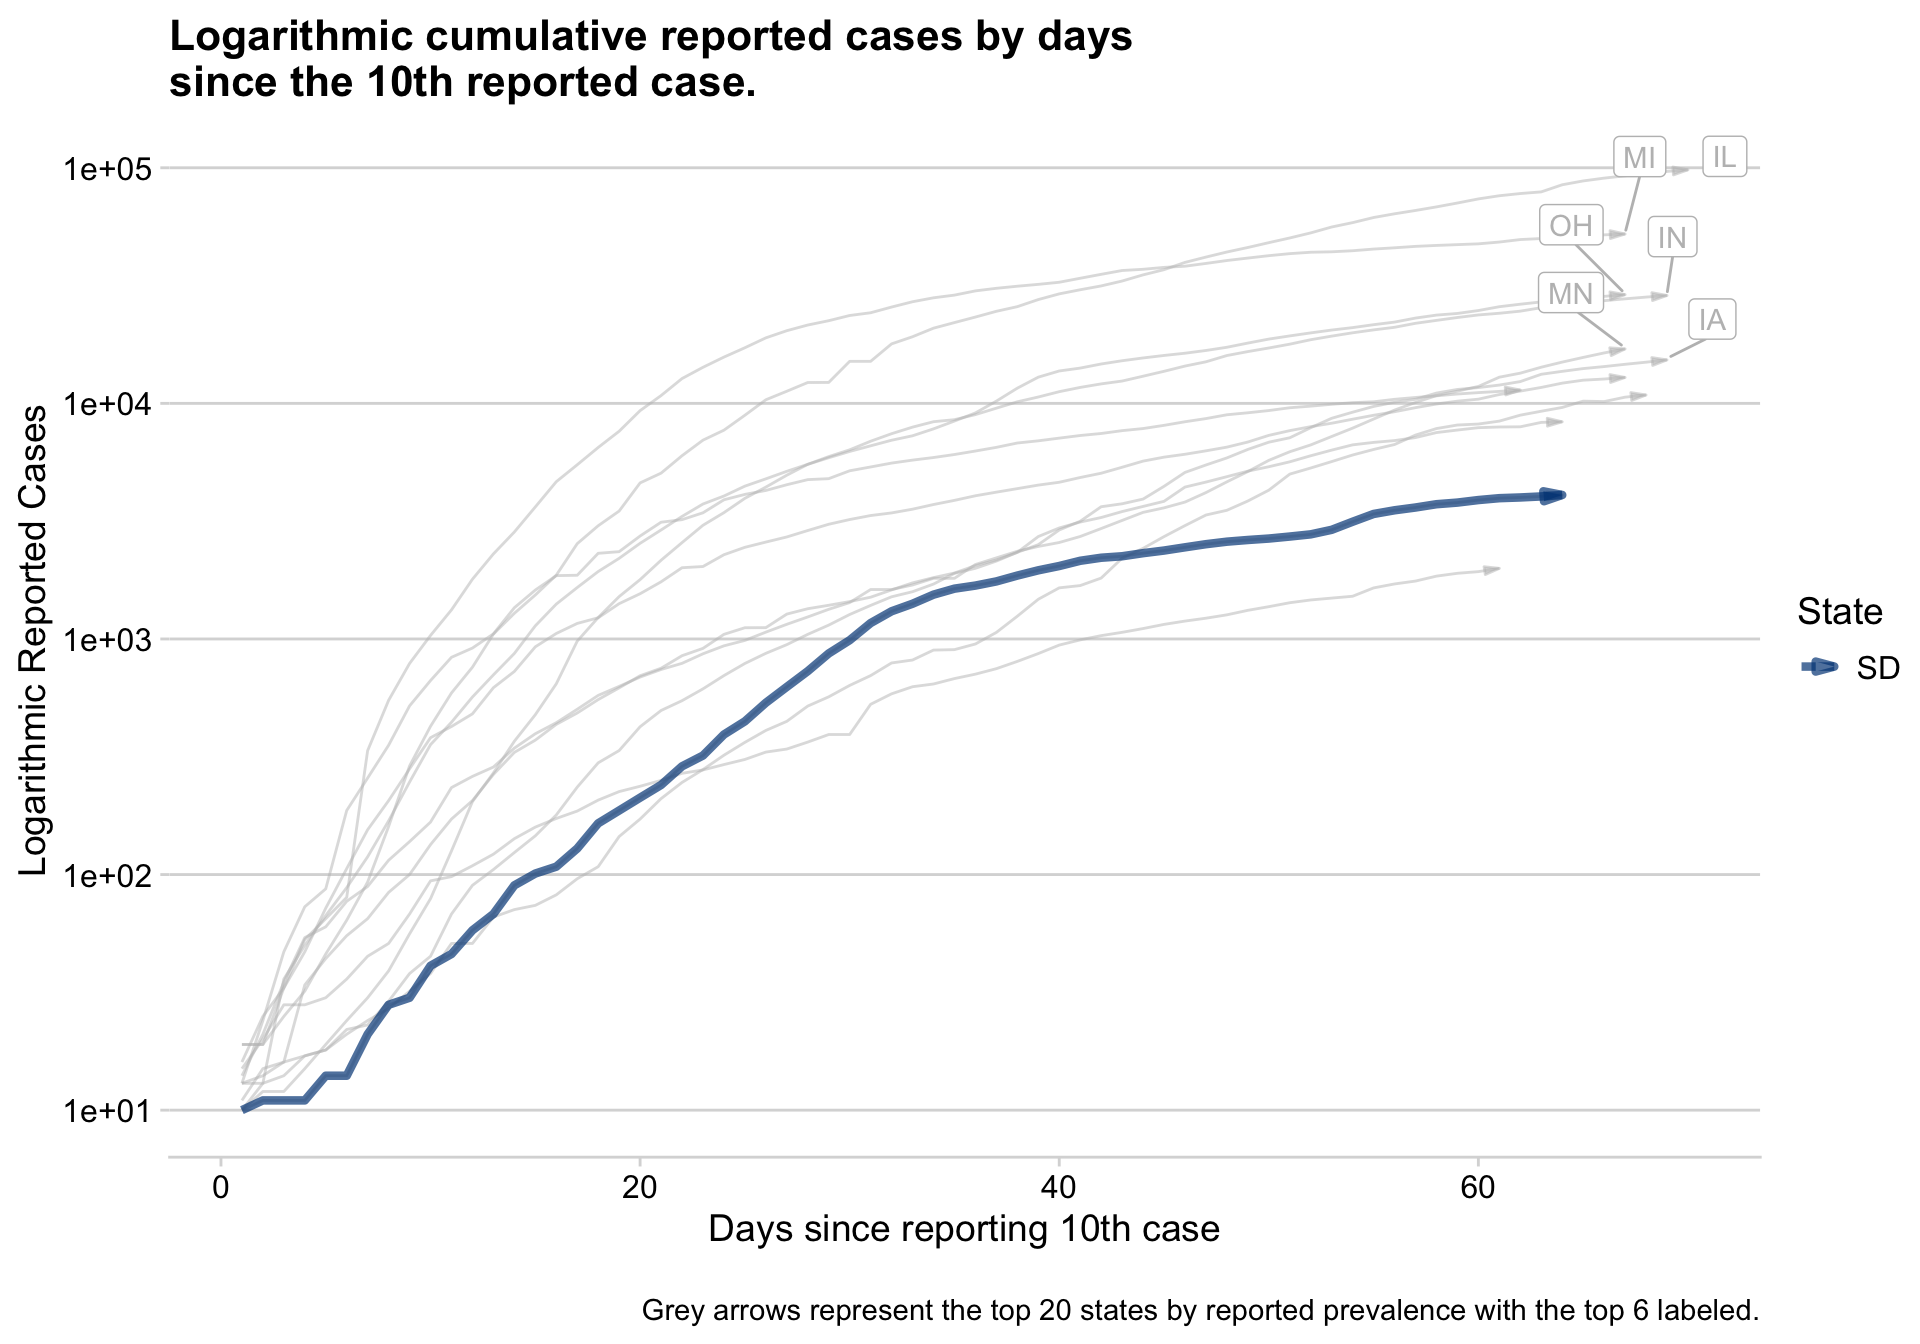 Logarithmic cumulative reported cases by days
since the 10th reported case.
1e+05
1e+04
1e+03
1e+02
1e+01
Logarithmic Reported Cases
MI
IL
OH
IN
MN
IA
State
SD
0
20
40
60
Days since reporting 10th case
Grey arrows represent the top 20 states by reported prevalence with the top 6 labeled.